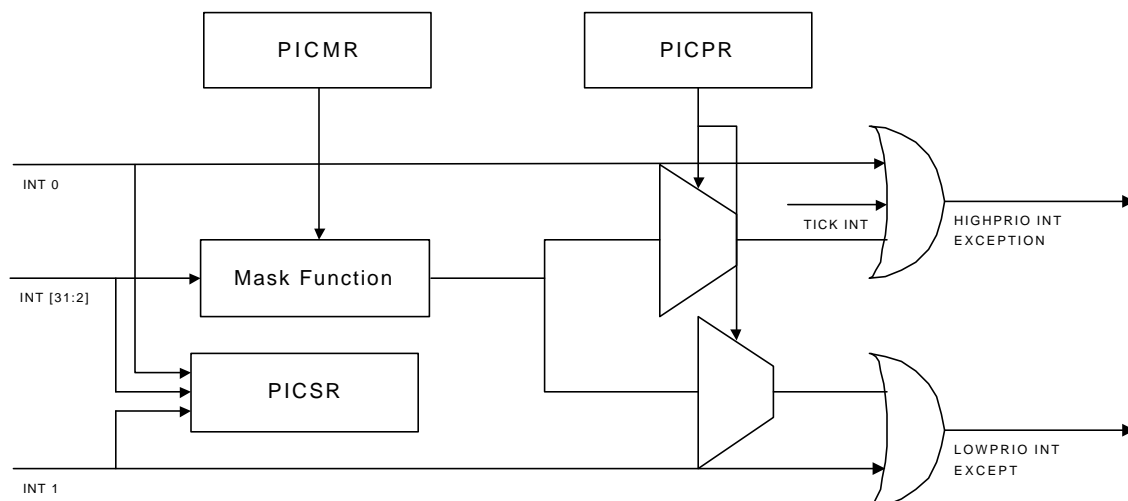 PICMR
PICPR
INT 0
TICK INT
HIGHPRIO INT
EXCEPTION
Mask Function
INT [31:2]
PICSR
LOWPRIO INT
EXCEPT
INT 1